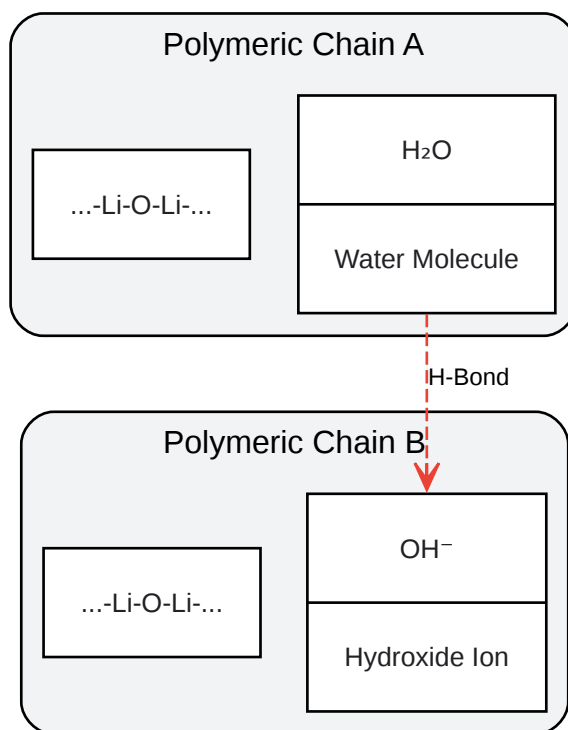 Polymeric Chain A
H₂O
...-Li-O-Li-...
Water Molecule
H-Bond
Polymeric Chain B
OH⁻
...-Li-O-Li-...
Hydroxide Ion